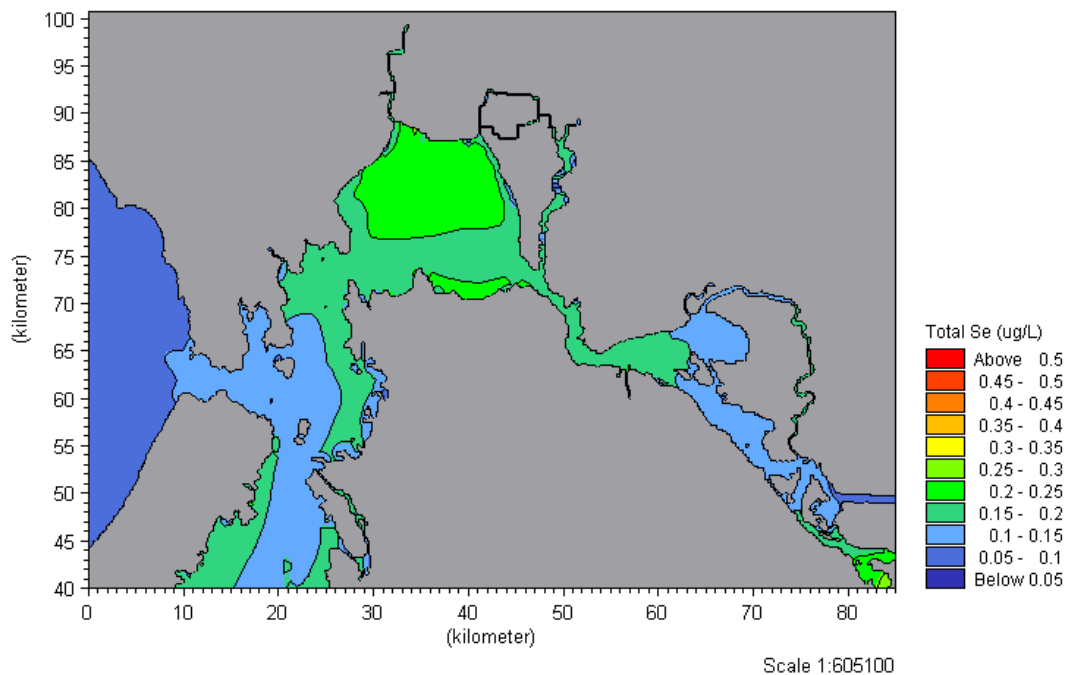 100
95
90
85
80
75
70
65
60
55
50
45
40
(kilometer)
0 10 20 30 40 50 60 70 80
(kilometer)
Scale 1:605100
Total Se (ug/L)
Above 0.5
0.45 - 0.5
0.4 - 0.45
0.35 - 0.4
0.3 - 0.35
0.25 - 0.3
0.2 - 0.25
0.15 - 0.2
0.1 - 0.15
0.05 - 0.1
Below 0.05